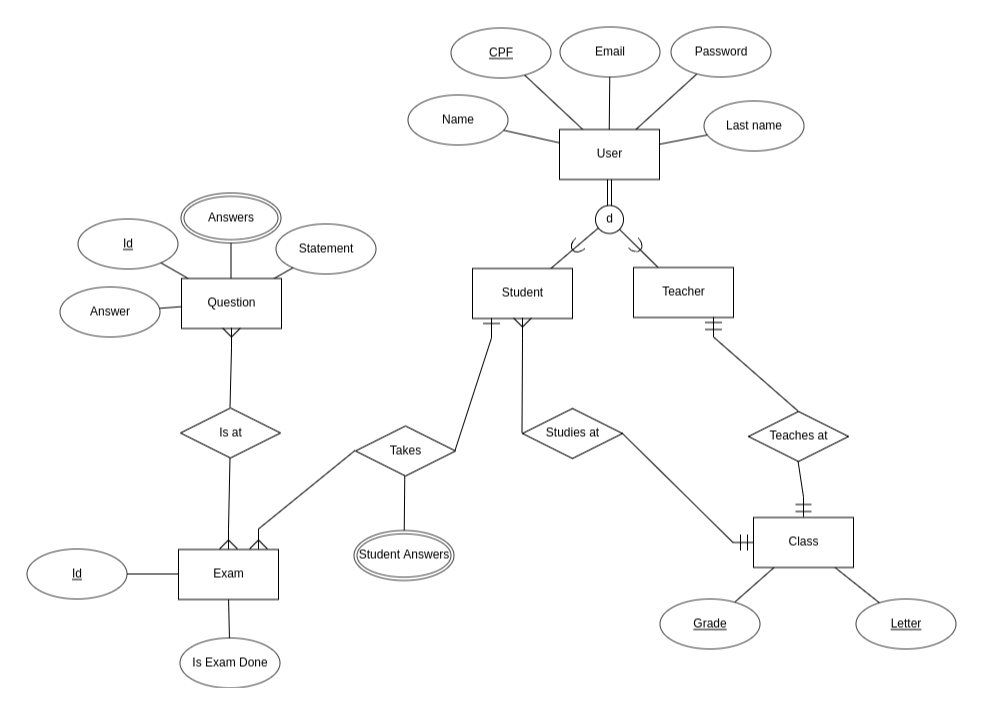 CPF
Email
Password
Name
Last name
User
d
Answers
Id
Statement
Answer
Question
Student
Teacher
Is at
Takes
Studies at
Teaches at
Student Answers
Class
Id
Exam
Grade
Letter
Is Exam Done